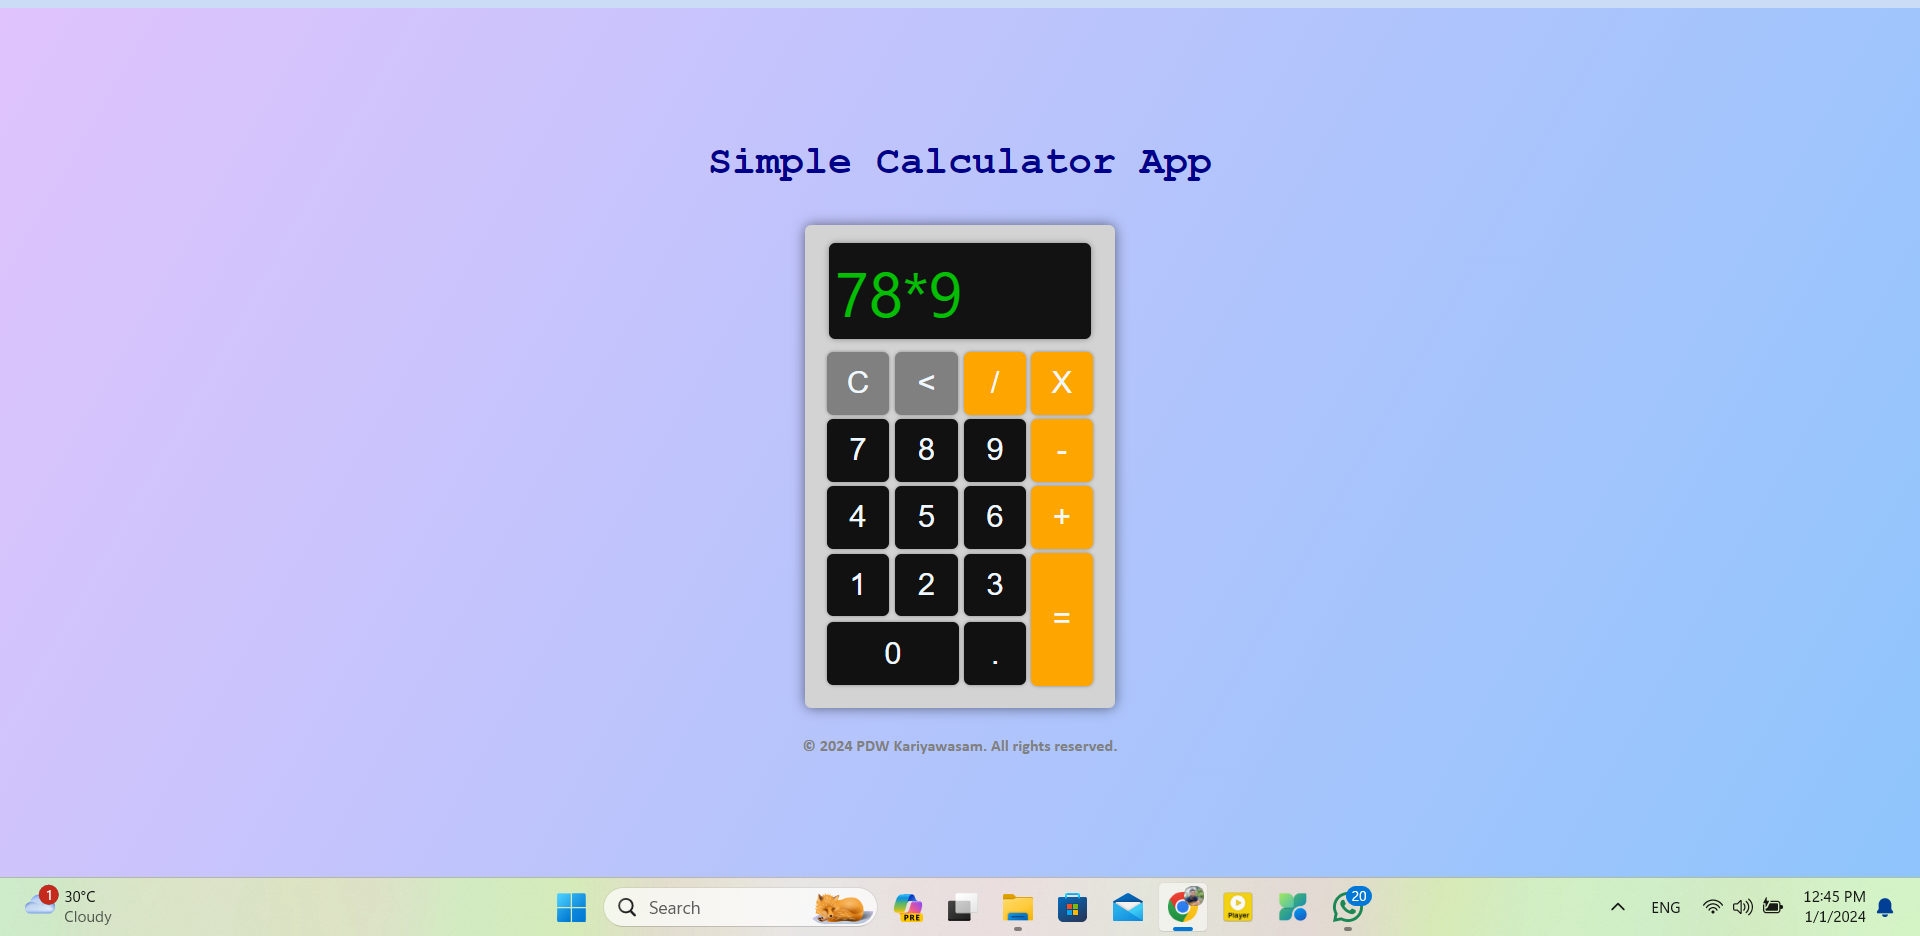 Simple Calculator App
78*9
C < / X
7 8 9 -
4 5 6 +
1 2 3
=
0 .
© 2024 PDW Kariyawasam. All rights reserved.
1
30°C
Cloudy
Search
PRE
Player
20
ENG
12:45 PM
1/1/2024